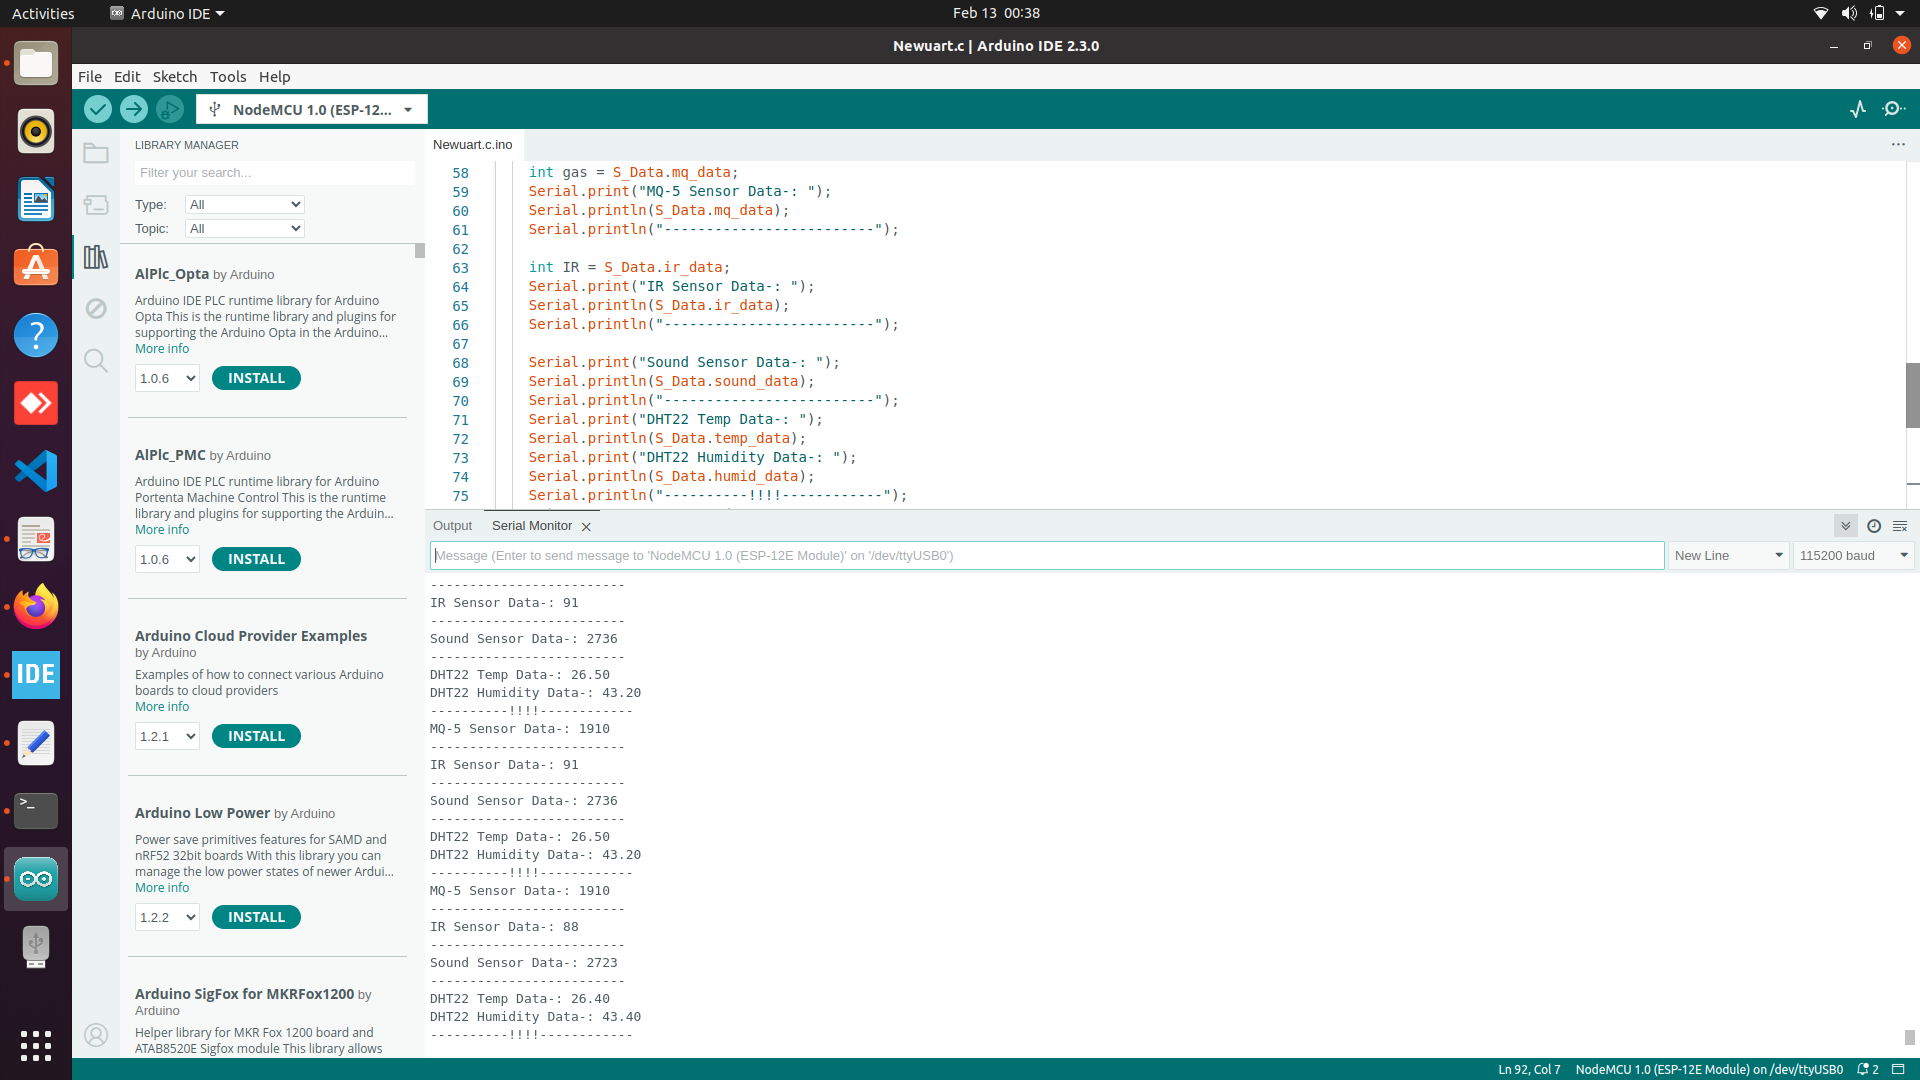 Activities
Arduino IDE
Feb 13 00:38
Newuart.c | Arduino IDE 2.3.0
File Edit Sketch Tools Help
NodeMCU 1.0 (ESP-12...
LIBRARY MANAGER
Filter your search...
Type: All
Topic: All
AlPlc_Opta by Arduino
Arduino IDE PLC runtime library for Arduino
Opta This is the runtime library and plugins for
supporting the Arduino Opta in the Arduino...
More info
1.0.6 INSTALL
AlPlc_PMC by Arduino
Arduino IDE PLC runtime library for Arduino
Portenta Machine Control This is the runtime
library and plugins for supporting the Arduin...
More info
1.0.6 INSTALL
Arduino Cloud Provider Examples
by Arduino
Examples of how to connect various Arduino
boards to cloud providers
More info
1.2.1 INSTALL
Arduino Low Power by Arduino
Power save primitives features for SAMD and
nRF52 32bit boards With this library you can
manage the low power states of newer Ardui...
More info
1.2.2 INSTALL
Arduino SigFox for MKRFox1200 by
Arduino
Helper library for MKR Fox 1200 board and
ATAB8520E Sigfox module This library allows
IDE
Newuart.c.ino
58 int gas = S_Data.mq_data;
59 Serial.print("MQ-5 Sensor Data-: ");
60 Serial.println(S_Data.mq_data);
61 Serial.println("-------------------------");
62
63 int IR = S_Data.ir_data;
64 Serial.print("IR Sensor Data-: ");
65 Serial.println(S_Data.ir_data);
66 Serial.println("-------------------------");
67
68 Serial.print("Sound Sensor Data-: ");
69 Serial.println(S_Data.sound_data);
70 Serial.println("-------------------------");
71 Serial.print("DHT22 Temp Data-: ");
72 Serial.println(S_Data.temp_data);
73 Serial.print("DHT22 Humidity Data-: ");
74 Serial.println(S_Data.humid_data);
75 Serial.println("----------!!!!------------");
Output Serial Monitor
Message (Enter to send message to 'NodeMCU 1.0 (ESP-12E Module)' on '/dev/ttyUSB0')
New Line
115200 baud
-------------------------
IR Sensor Data-: 91
-------------------------
Sound Sensor Data-: 2736
-------------------------
DHT22 Temp Data-: 26.50
DHT22 Humidity Data-: 43.20
----------!!!!------------
MQ-5 Sensor Data-: 1910
-------------------------
IR Sensor Data-: 91
-------------------------
Sound Sensor Data-: 2736
-------------------------
DHT22 Temp Data-: 26.50
DHT22 Humidity Data-: 43.20
----------!!!!------------
MQ-5 Sensor Data-: 1910
-------------------------
IR Sensor Data-: 88
-------------------------
Sound Sensor Data-: 2723
-------------------------
DHT22 Temp Data-: 26.40
DHT22 Humidity Data-: 43.40
----------!!!!------------
Ln 92, Col 7 NodeMCU 1.0 (ESP-12E Module) on /dev/ttyUSB0 2